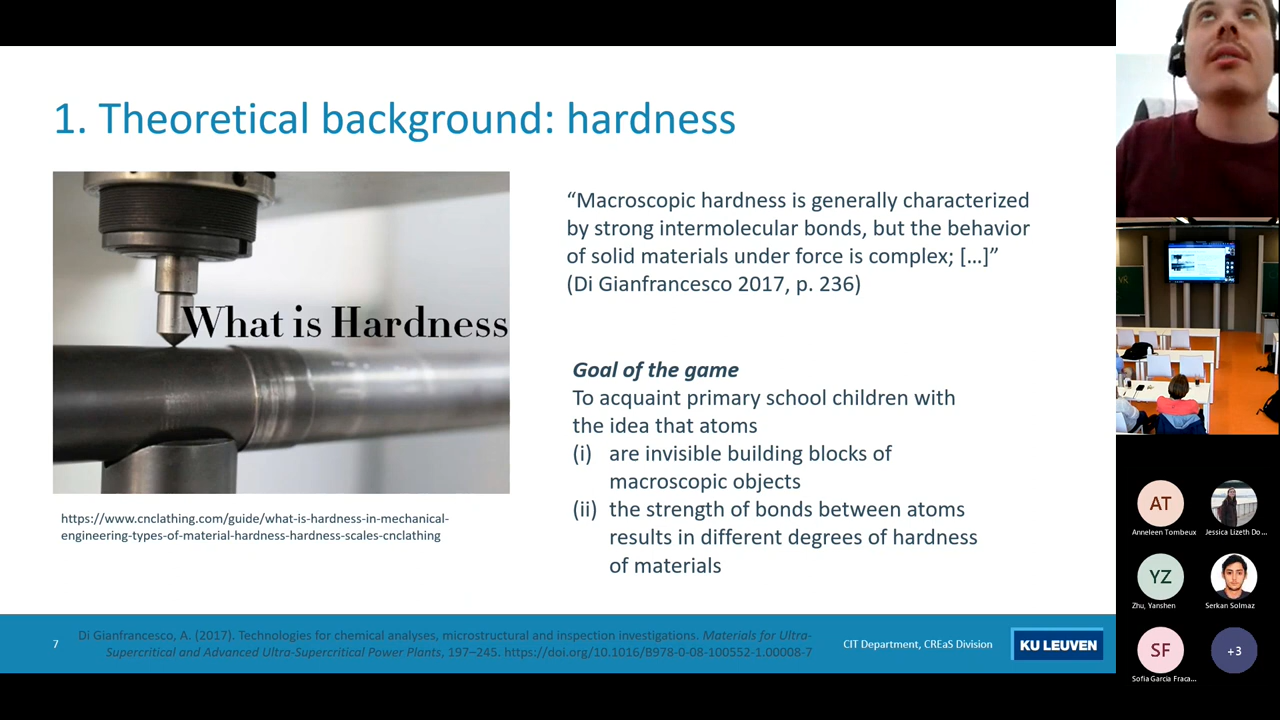 1. Theoretical background: hardness
What is Hardness
https://www.cnclathing.com/guide/what-is-hardness-in-mechanical-
engineering-types-of-material-hardness-hardness-scales-cnclathing
“Macroscopic hardness is generally characterized
by strong intermolecular bonds, but the behavior
of solid materials under force is complex; […]”
(Di Gianfrancesco 2017, p. 236)
Goal of the game
To acquaint primary school children with
the idea that atoms
(i) are invisible building blocks of
macroscopic objects
(ii) the strength of bonds between atoms
results in different degrees of hardness
of materials
7
Di Gianfrancesco, A. (2017). Technologies for chemical analyses, microstructural and inspection investigations. Materials for Ultra-
Supercritical and Advanced Ultra-Supercritical Power Plants, 197–245. https://doi.org/10.1016/B978-0-08-100552-1.00008-7
CIT Department, CREaS Division
KU LEUVEN
AT
Anneleen Tombeux
Jessica Lizeth Do...
YZ
Zhu, Yanshen
Serkan Solmaz
SF
Sofia Garcia Fraca...
+3